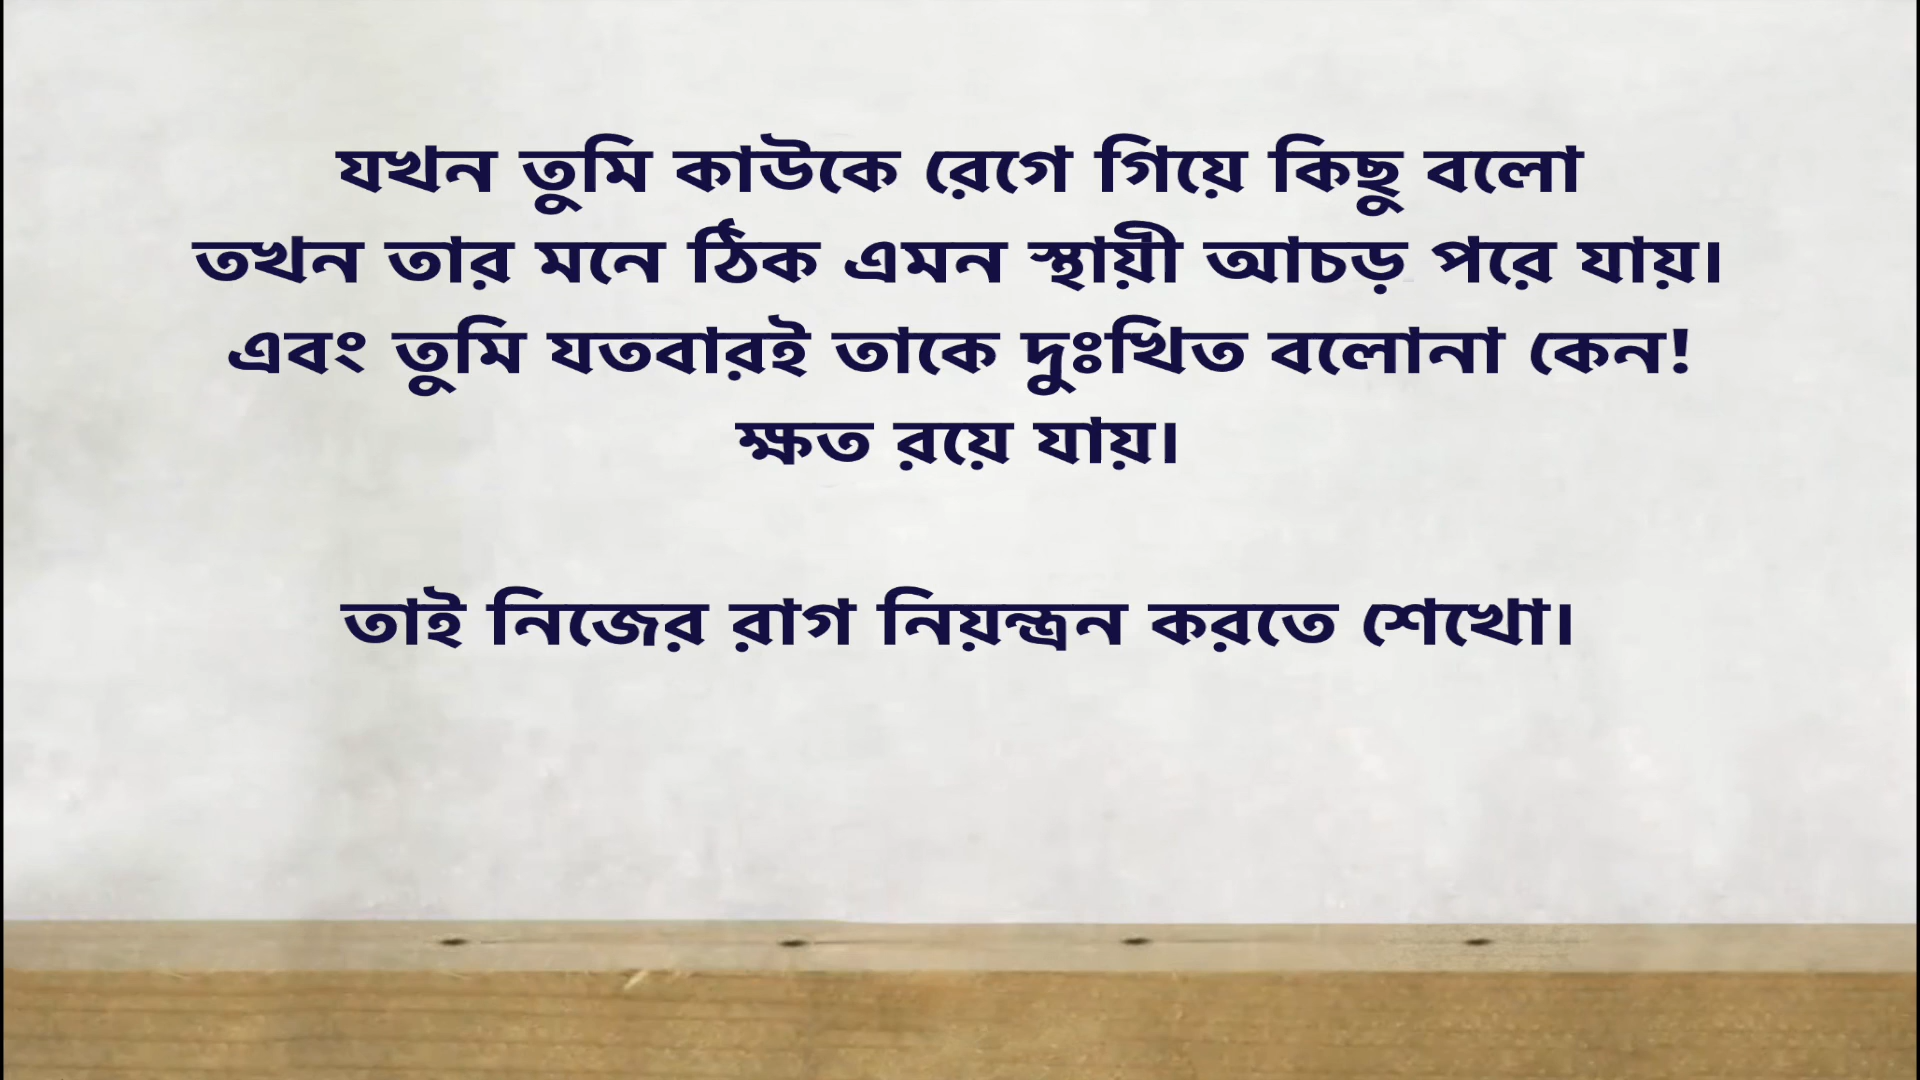 যখন তুমি কাউকে রেগে গিয়ে কিছু বলো
তখন তার মনে ঠিক এমন স্থায়ী আচড় পরে যায়।
এবং তুমি যতবারই তাকে দুঃখিত বলোনা কেন!
ক্ষত রয়ে যায়।
তাই নিজের রাগ নিয়ন্ত্রন করতে শেখো।